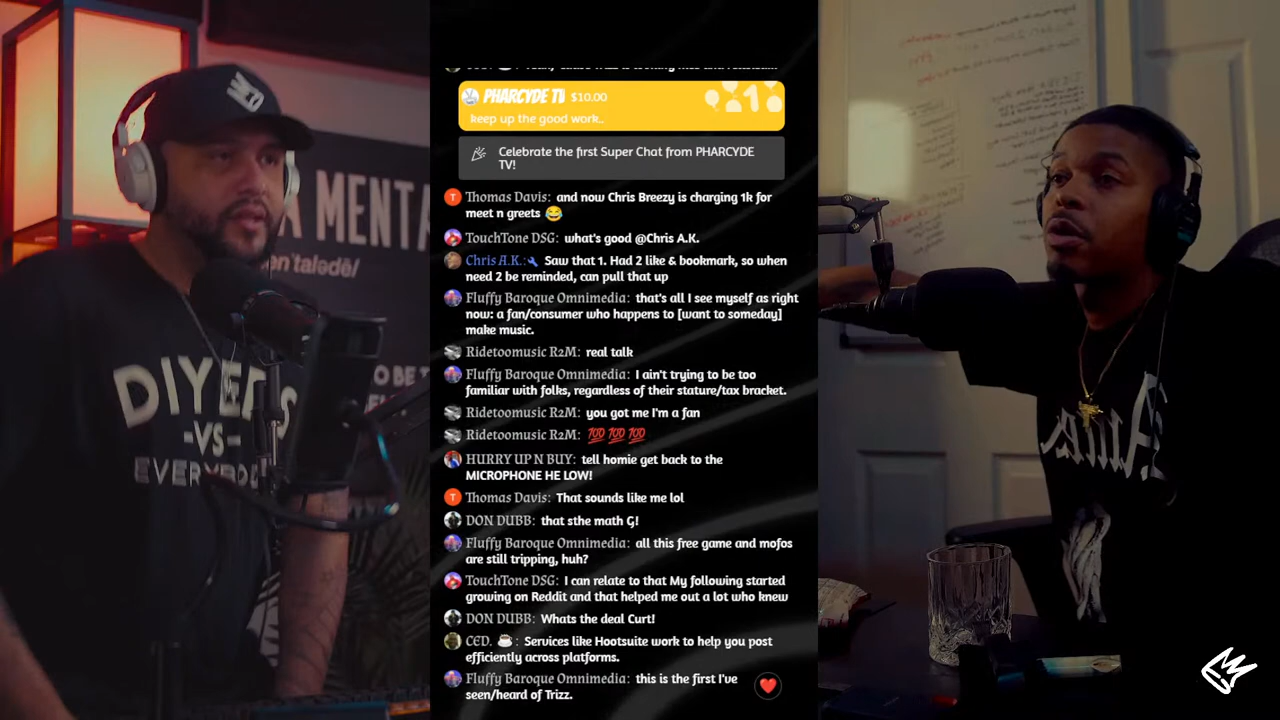 PHARCYDE TV $10.00
keep up the good work..
Celebrate the first Super Chat from PHARCYDE
TV!
T Thomas Davis: and now Chris Breezy is charging 1k for
meet n greets 😂
TouchTone DSG: what's good @Chris A.K.
Chris A.K.:🔧 Saw that 1. Had 2 like & bookmark, so when
need 2 be reminded, can pull that up
Fluffy Baroque Omnimedia: that's all I see myself as right
now: a fan/consumer who happens to [want to someday]
make music.
Ridetoomusic R2M: real talk
Fluffy Baroque Omnimedia: I ain't trying to be too
familiar with folks, regardless of their stature/tax bracket.
Ridetoomusic R2M: you got me I'm a fan
Ridetoomusic R2M: 💯💯💯
HURRY UP N BUY: tell homie get back to the
MICROPHONE HE LOW!
T Thomas Davis: That sounds like me lol
DON DUBB: that sthe math G!
Fluffy Baroque Omnimedia: all this free game and mofos
are still tripping, huh?
TouchTone DSG: I can relate to that My following started
growing on Reddit and that helped me out a lot who knew
DON DUBB: Whats the deal Curt!
CED. ☕: Services like Hootsuite work to help you post
efficiently across platforms.
Fluffy Baroque Omnimedia: this is the first I've
seen/heard of Trizz.
A MENTA
DIY
-VS-